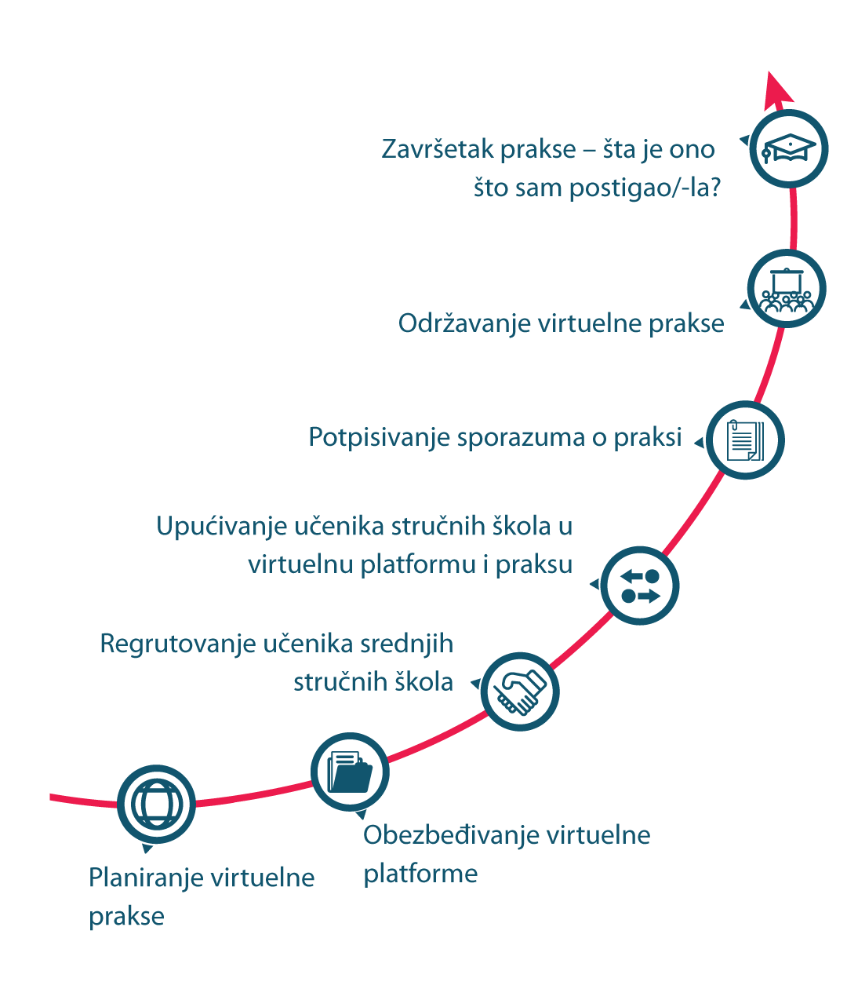 Završetak prakse – šta je ono
što sam postigao/-la?
Održavanje virtuelne prakse
Potpisivanje sporazuma o praksi
Upućivanje učenika stručnih škola u
virtuelnu platformu i praksu
Regrutovanje učenika srednjih
stručnih škola
Obezbeđivanje virtuelne
platforme
Planiranje virtuelne
prakse